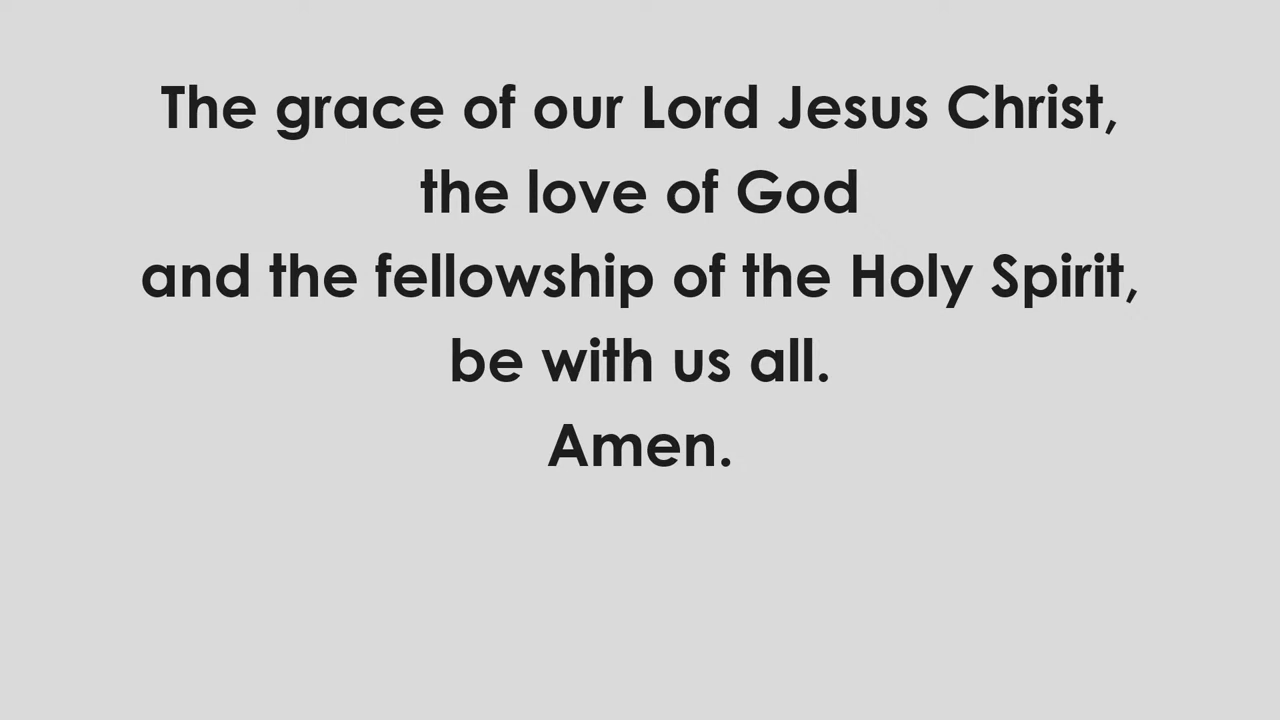 The grace of our Lord Jesus Christ,
the love of God
and the fellowship of the Holy Spirit,
be with us all.
Amen.